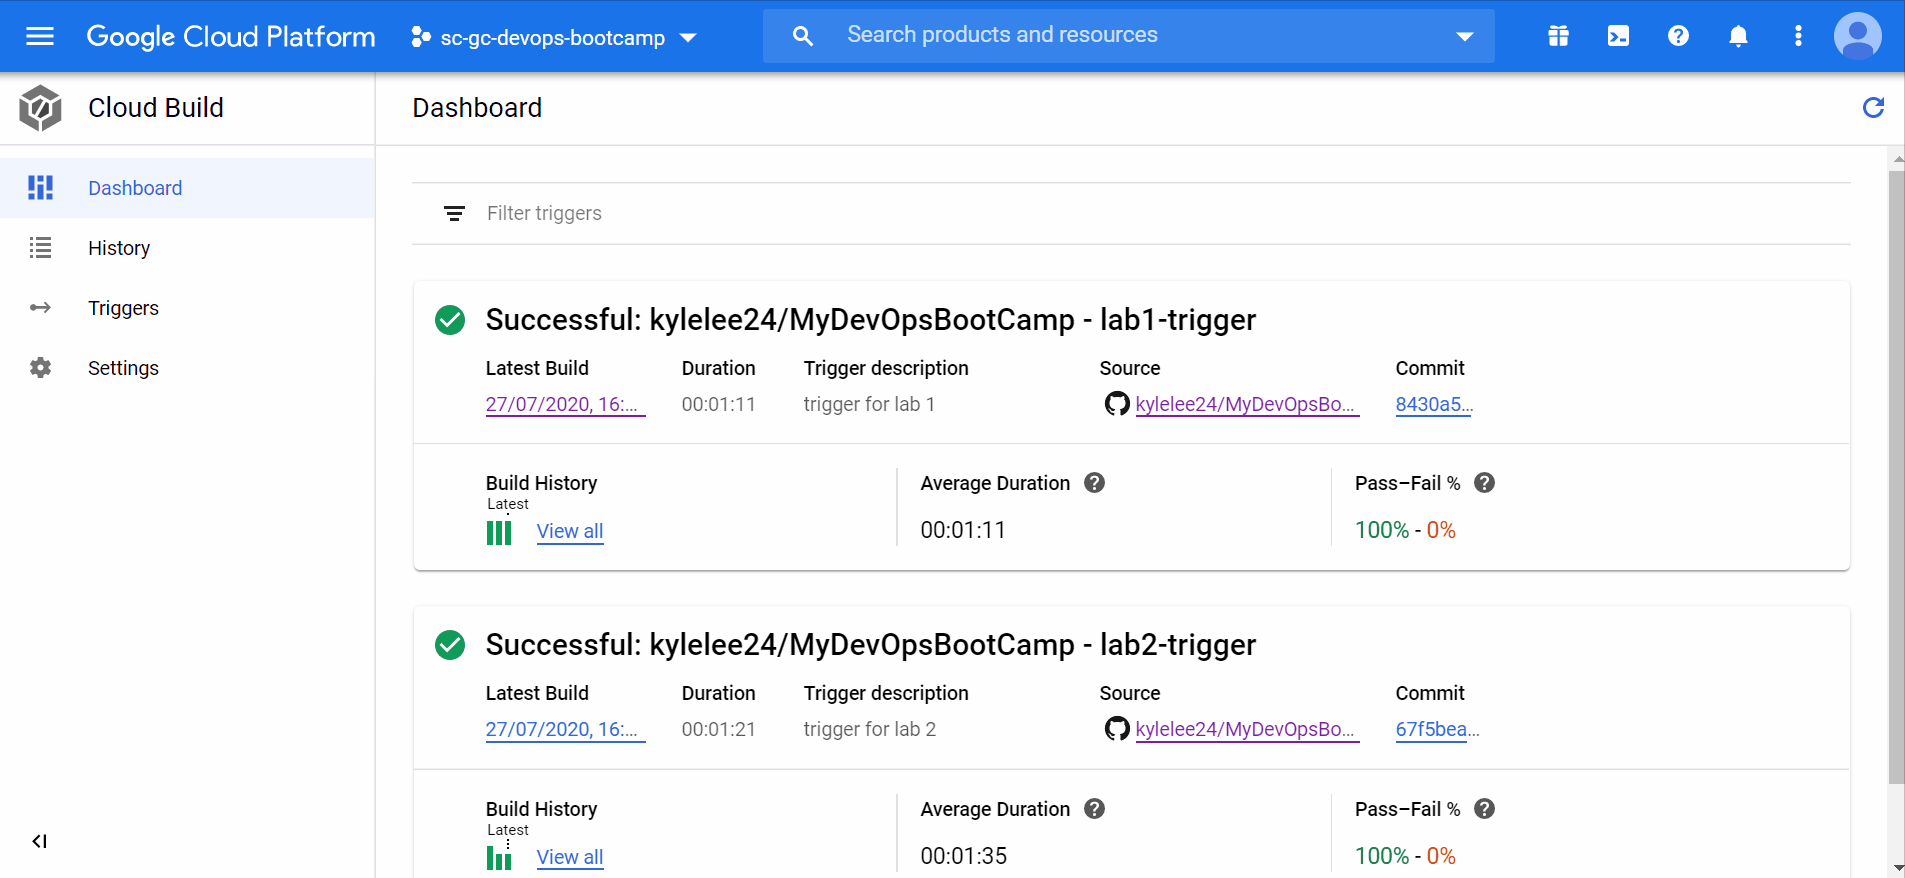 Google Cloud Platform sc-gc-devops-bootcamp Search products and resources
Cloud Build
Dashboard
History
Triggers
Settings
Dashboard
Filter triggers
Successful: kylelee24/MyDevOpsBootCamp - lab1-trigger
Latest Build Duration Trigger description Source Commit
27/07/2020, 16:... 00:01:11 trigger for lab 1 kylelee24/MyDevOpsBo... 8430a5...
Build History Average Duration Pass–Fail %
Latest
View all 00:01:11 100% - 0%
Successful: kylelee24/MyDevOpsBootCamp - lab2-trigger
Latest Build Duration Trigger description Source Commit
27/07/2020, 16:... 00:01:21 trigger for lab 2 kylelee24/MyDevOpsBo... 67f5bea...
Build History Average Duration Pass–Fail %
Latest
View all 00:01:35 100% - 0%